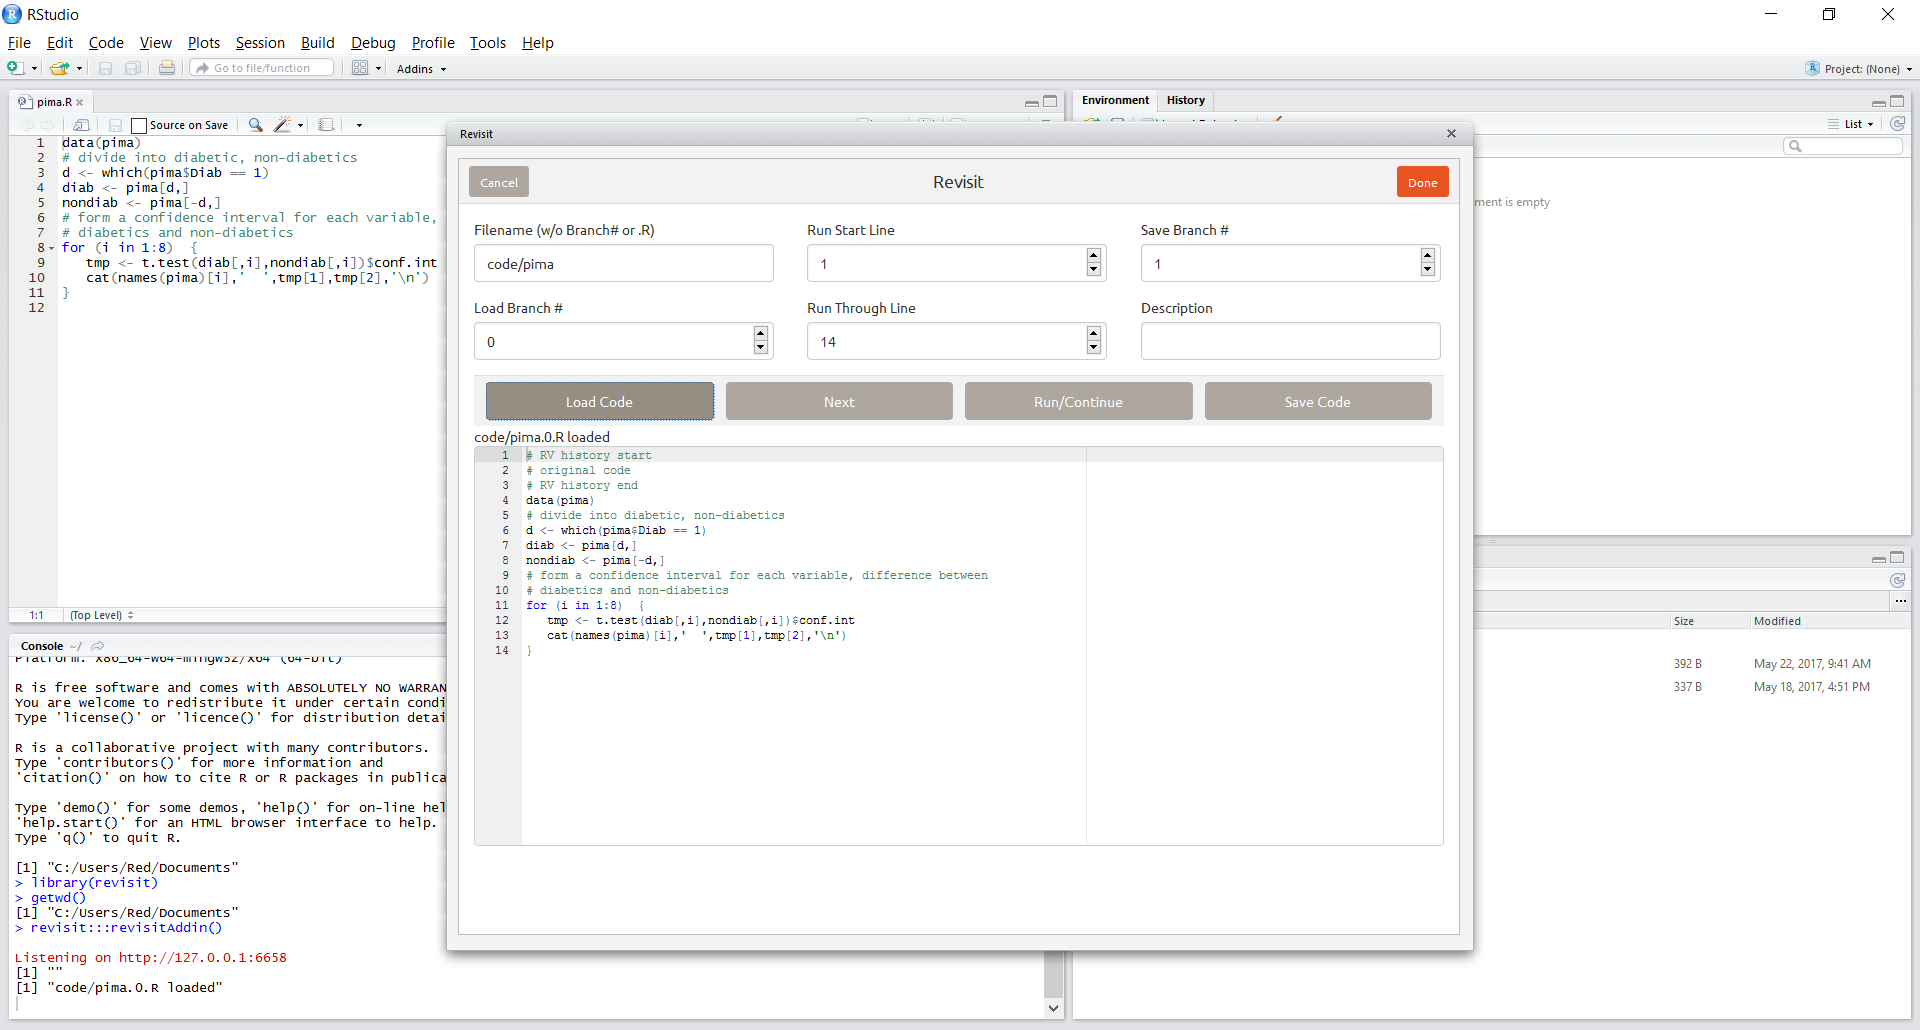 RStudio
File Edit Code View Plots Session Build Debug Profile Tools Help
Go to file/function Addins Project: (None)
pima.R
Source on Save
1 data(pima)
2 # divide into diabetic, non-diabetics
3 d <- which(pima$Diab == 1)
4 diab <- pima[d,]
5 nondiab <- pima[-d,]
6 # form a confidence interval for each variable,
7 # diabetics and non-diabetics
8 for (i in 1:8) {
9 tmp <- t.test(diab[,i],nondiab[,i])$conf.int
10 cat(names(pima)[i],' ',tmp[1],tmp[2],'\n')
11 }
12
1:1 (Top Level)
Console ~/
Platform: x86_64-w64-mingw32/x64 (64-bit)
R is free software and comes with ABSOLUTELY NO WARRAN
You are welcome to redistribute it under certain condi
Type 'license()' or 'licence()' for distribution detai
R is a collaborative project with many contributors.
Type 'contributors()' for more information and
'citation()' on how to cite R or R packages in publica
Type 'demo()' for some demos, 'help()' for on-line hel
'help.start()' for an HTML browser interface to help.
Type 'q()' to quit R.
[1] "C:/Users/Red/Documents"
> library(revisit)
> getwd()
[1] "C:/Users/Red/Documents"
> revisit:::revisitAddin()
Listening on http://127.0.0.1:6658
[1] ""
[1] "code/pima.0.R loaded"
Revisit
Cancel Revisit Done
Filename (w/o Branch# or .R) Run Start Line Save Branch #
code/pima 1 1
Load Branch # Run Through Line Description
0 14
Load Code Next Run/Continue Save Code
code/pima.0.R loaded
1 # RV history start
2 # original code
3 # RV history end
4 data(pima)
5 # divide into diabetic, non-diabetics
6 d <- which(pima$Diab == 1)
7 diab <- pima[d,]
8 nondiab <- pima[-d,]
9 # form a confidence interval for each variable, difference between
10 # diabetics and non-diabetics
11 for (i in 1:8) {
12 tmp <- t.test(diab[,i],nondiab[,i])$conf.int
13 cat(names(pima)[i],' ',tmp[1],tmp[2],'\n')
14 }
Environment History
List
ment is empty
Size Modified
392 B May 22, 2017, 9:41 AM
337 B May 18, 2017, 4:51 PM